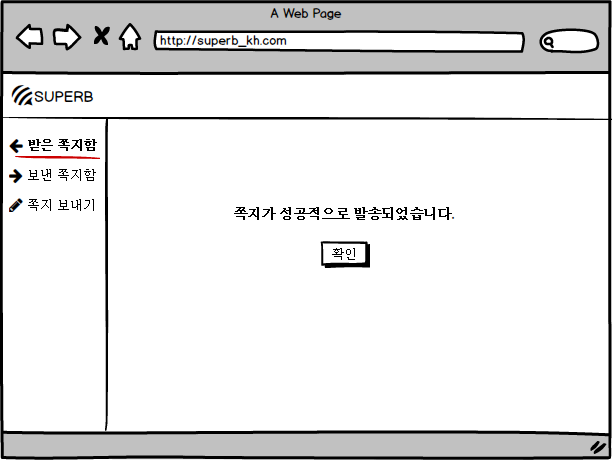 A Web Page
http://superb_kh.com
SUPERB
받은 쪽지함
보낸 쪽지함
쪽지 보내기
쪽지가 성공적으로 발송되었습니다.
확인